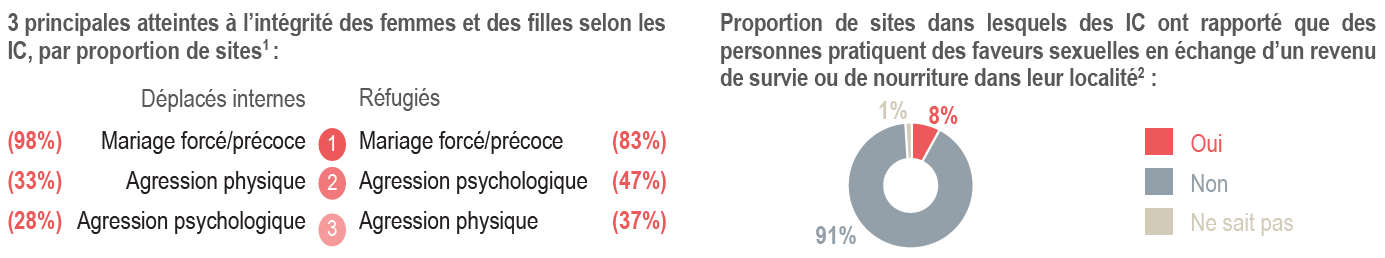 3 principales atteintes à l’intégrité des femmes et des filles selon les
IC, par proportion de sites¹ :
Déplacés internes Réfugiés
(98%) Mariage forcé/précoce 1 Mariage forcé/précoce (83%)
(33%) Agression physique 2 Agression psychologique (47%)
(28%) Agression psychologique 3 Agression physique (37%)
Proportion de sites dans lesquels des IC ont rapporté que des
personnes pratiquent des faveurs sexuelles en échange d’un revenu
de survie ou de nourriture dans leur localité² :
1% 8%
91%
Oui
Non
Ne sait pas